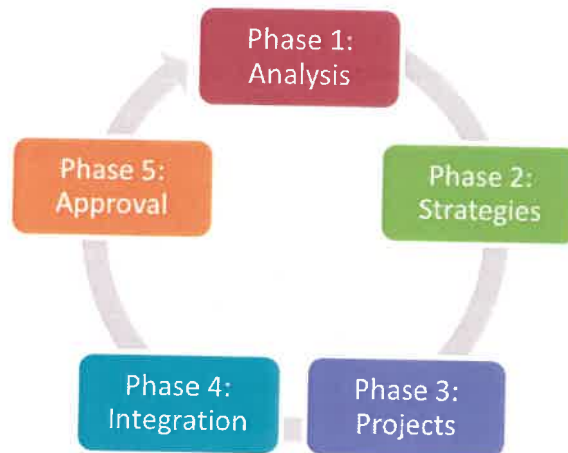 Phase 1:
Analysis
Phase 2:
Strategies
Phase 3:
Projects
Phase 4:
Integration
Phase 5:
Approval